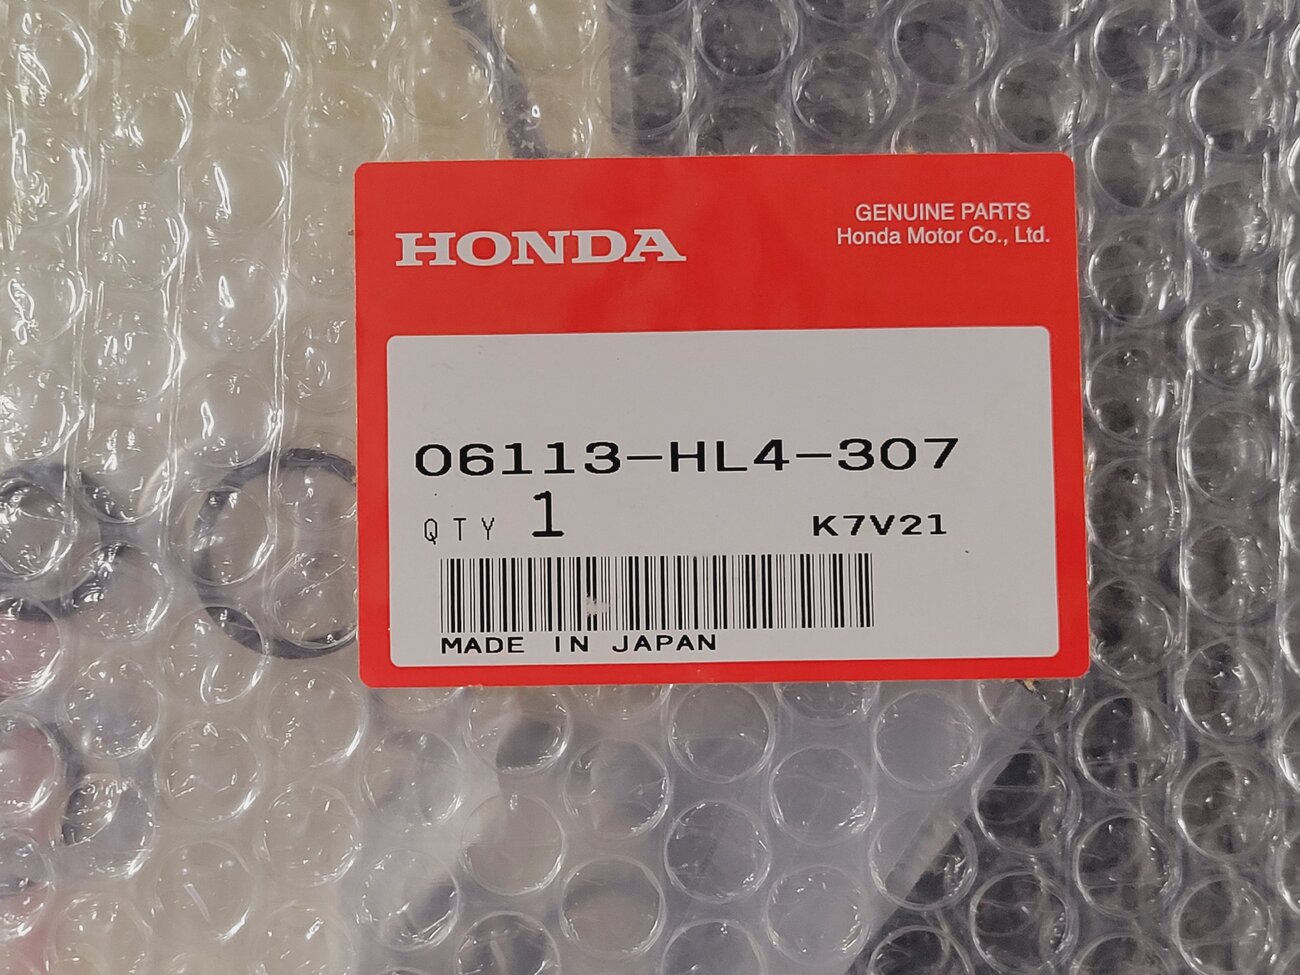 HONDA
GENUINE PARTS
Honda Motor Co., Ltd.
06113-HL4-307
QTY 1
K7V21
MADE IN JAPAN